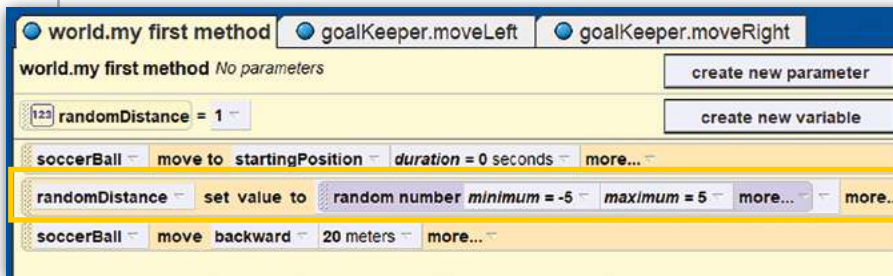 world.my first method goalKeeper.moveLeft goalKeeper.moveRight
world.my first method No parameters create new parameter
123 randomDistance = 1 create new variable
soccerBall move to startingPosition duration = 0 seconds more...
randomDistance set value to random number minimum = -5 maximum = 5 more... more..
soccerBall move backward 20 meters more...